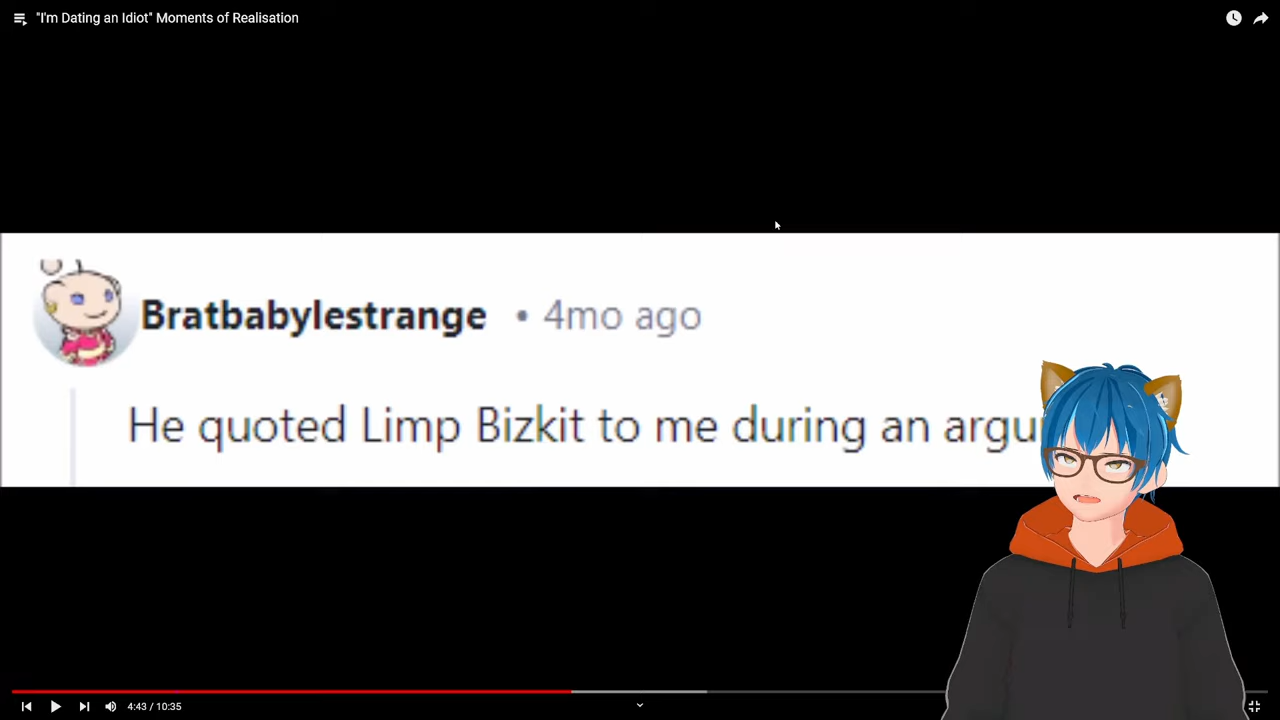 "I'm Dating an Idiot" Moments of Realisation
Bratbabylestrange • 4mo ago
He quoted Limp Bizkit to me during an
4:43 / 10:35